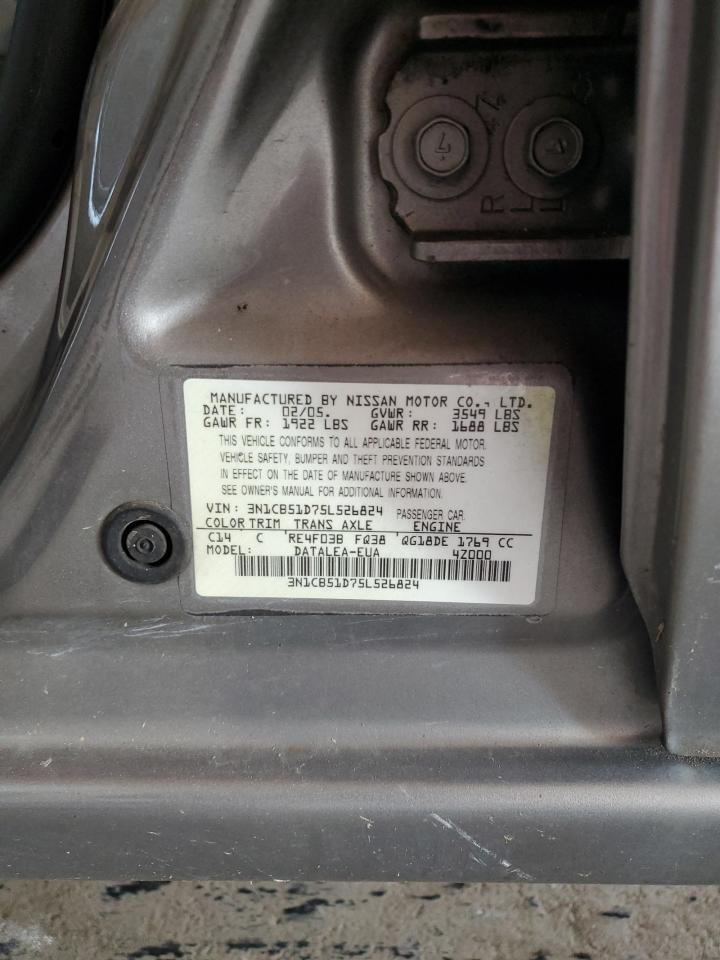 4
4
R
L
MANUFACTURED BY NISSAN MOTOR CO., LTD.
DATE: 02/05. GVWR: 3549 LBS
GAWR FR: 1922 LBS GAWR RR: 1688 LBS
THIS VEHICLE CONFORMS TO ALL APPLICABLE FEDERAL MOTOR
VEHICLE SAFETY, BUMPER AND THEFT PREVENTION STANDARDS
IN EFFECT ON THE DATE OF MANUFACTURE SHOWN ABOVE.
SEE OWNER'S MANUAL FOR ADDITIONAL INFORMATION.
VIN: 3N1CB51D75L526824 PASSENGER CAR
COLOR TRIM TRANS AXLE ENGINE
C14 C RE4F03B FQ38 'QG18DE 1769 CC
MODEL: DATALEA-EUA 4Z000
3N1CB51D75L526824